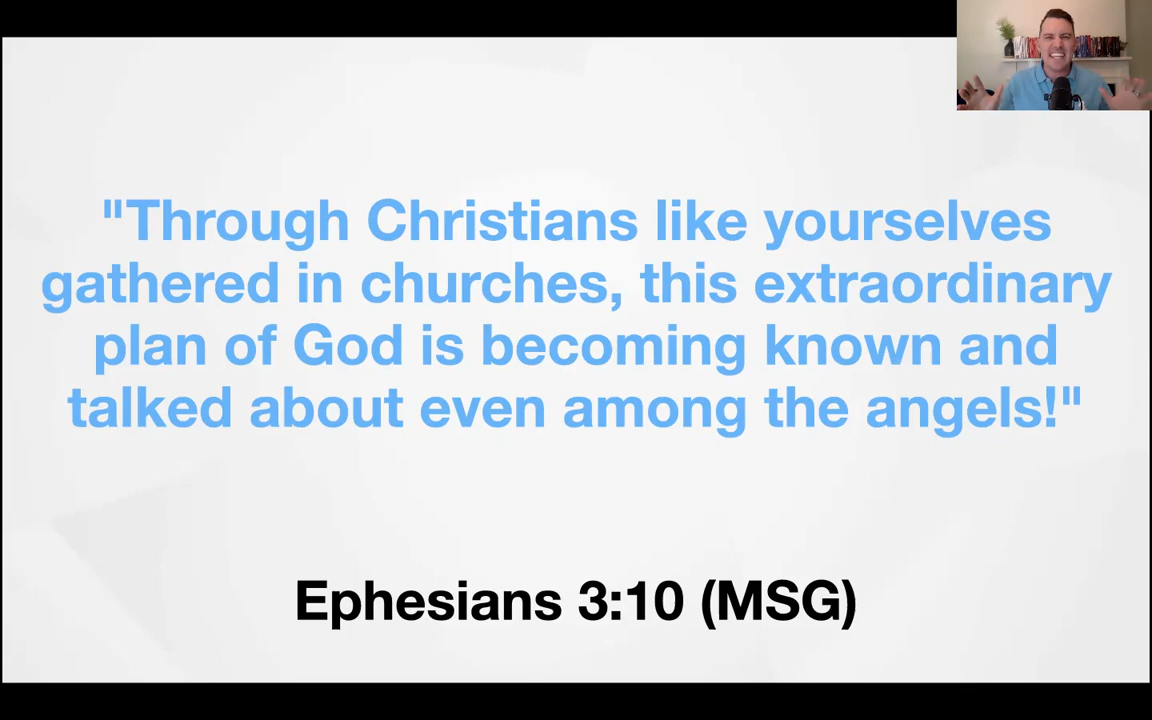 "Through Christians like yourselves
gathered in churches, this extraordinary
plan of God is becoming known and
talked about even among the angels!"
Ephesians 3:10 (MSG)